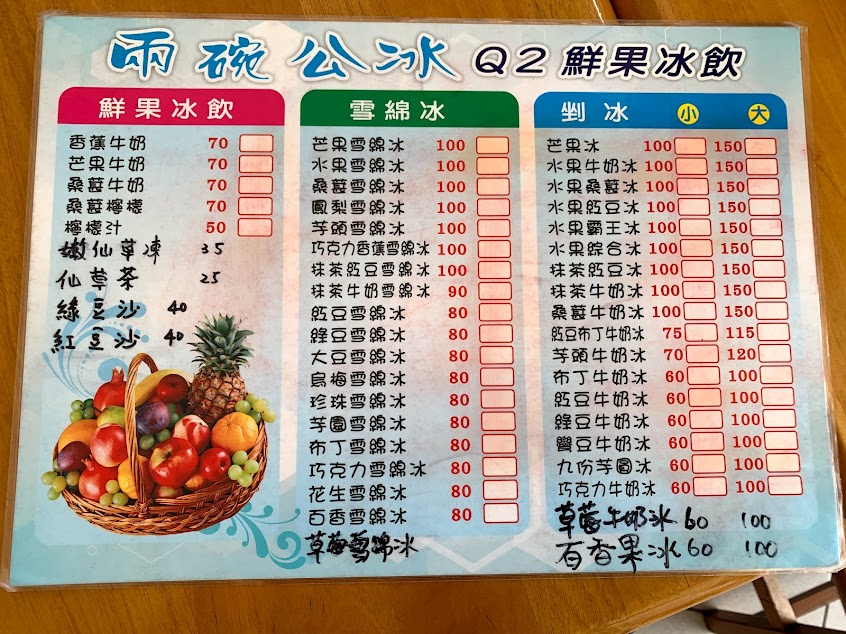 兩碗公冰 Q2鮮果冰飲
鮮果冰飲
香蕉牛奶 70
芒果牛奶 70
桑葚牛奶 70
桑葚檸檬 70
檸檬汁 50
嫩仙草凍 35
仙草茶 25
綠豆沙 40
紅豆沙 40
雪綿冰
芒果雪綿冰 100
水果雪綿冰 100
桑葚雪綿冰 100
鳳梨雪綿冰 100
芋頭雪綿冰 100
巧克力香蕉雪綿冰 100
抹茶紅豆雪綿冰 100
抹茶牛奶雪綿冰 90
紅豆雪綿冰 80
綠豆雪綿冰 80
大豆雪綿冰 80
烏梅雪綿冰 80
珍珠雪綿冰 80
芋圓雪綿冰 80
布丁雪綿冰 80
巧克力雪綿冰 80
花生雪綿冰 80
百香雪綿冰 80
草莓雪綿冰
剉冰 小 大
芒果冰 100 150
水果牛奶冰 100 150
水果桑葚冰 100 150
水果紅豆冰 100 150
水果霸王冰 100 150
水果綜合冰 100 150
抹茶紅豆冰 100 150
抹茶牛奶冰 100 150
桑葚牛奶冰 100 150
紅豆布丁牛奶冰 75 115
芋頭牛奶冰 70 120
布丁牛奶冰 60 100
紅豆牛奶冰 60 100
綠豆牛奶冰 60 100
彎豆牛奶冰 60 100
九份芋圓冰 60 100
巧克力牛奶冰 60 100
草莓牛奶冰 60 100
百香果冰 60 100